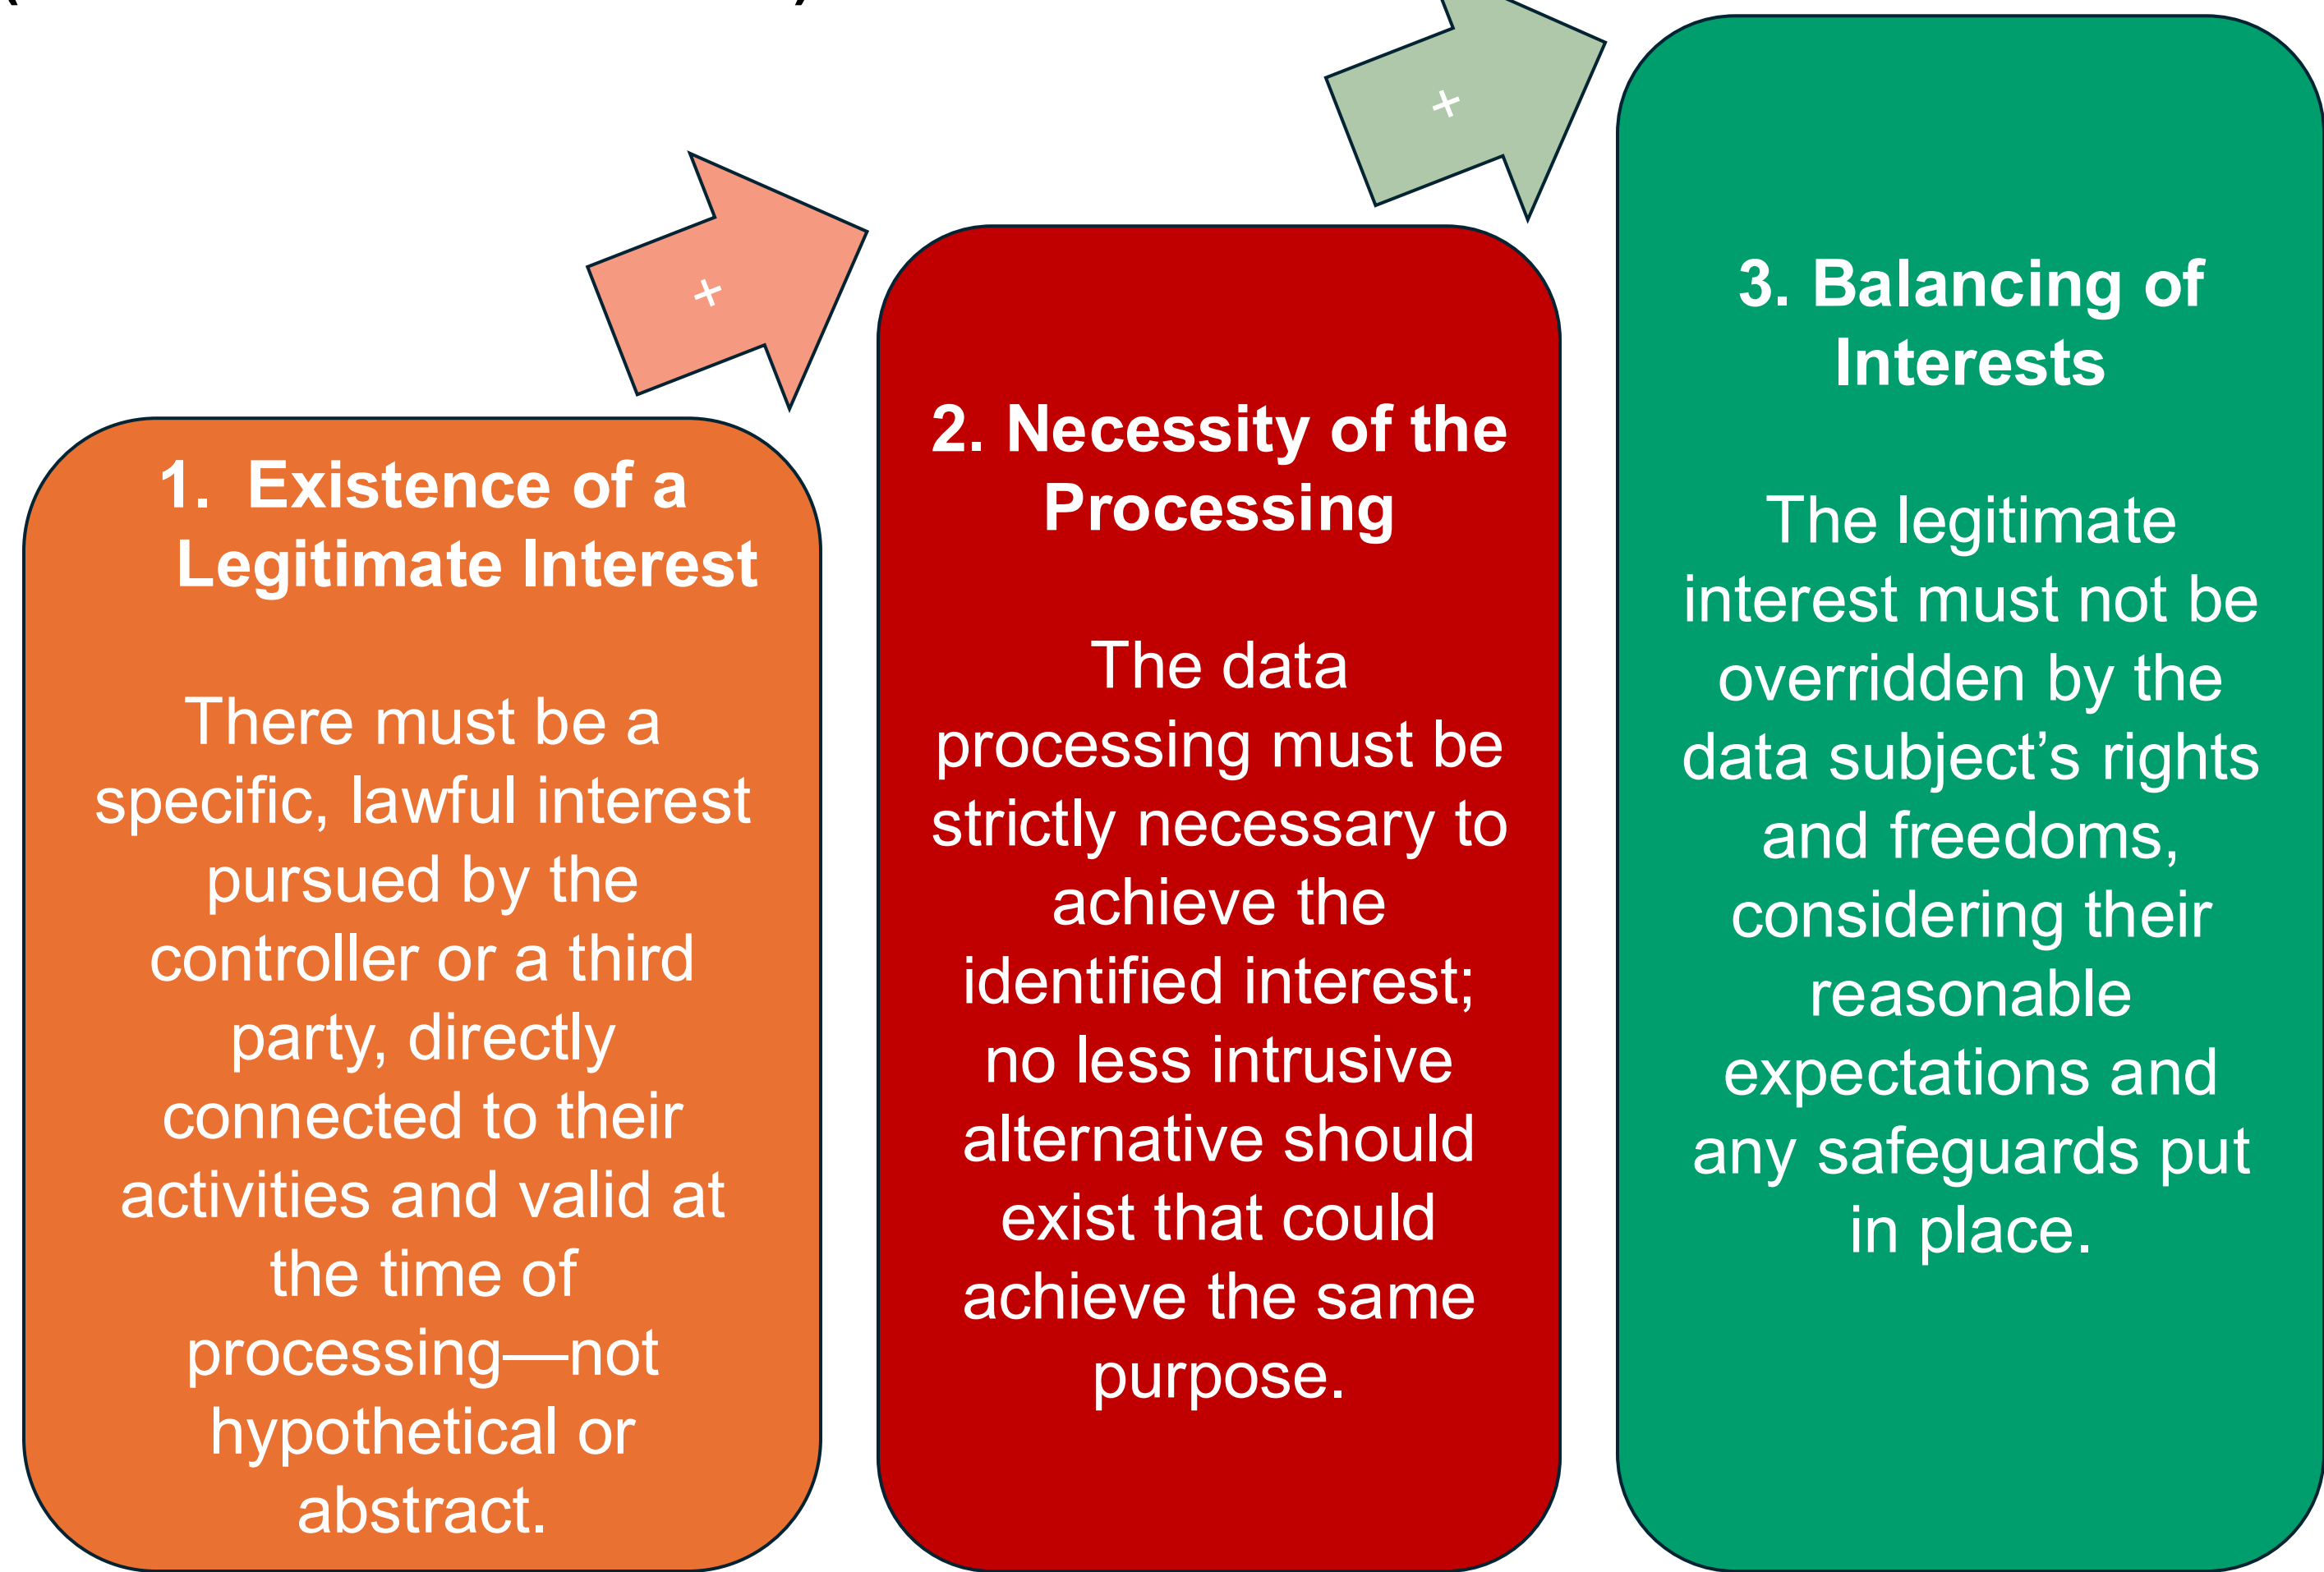 +
+
1. Existence of a
Legitimate Interest
There must be a
specific, lawful interest
pursued by the
controller or a third
party, directly
connected to their
activities and valid at
the time of
processing—not
hypothetical or
abstract.
2. Necessity of the
Processing
The data
processing must be
strictly necessary to
achieve the
identified interest;
no less intrusive
alternative should
exist that could
achieve the same
purpose.
3. Balancing of
Interests
The legitimate
interest must not be
overridden by the
data subject’s rights
and freedoms,
considering their
reasonable
expectations and
any safeguards put
in place.